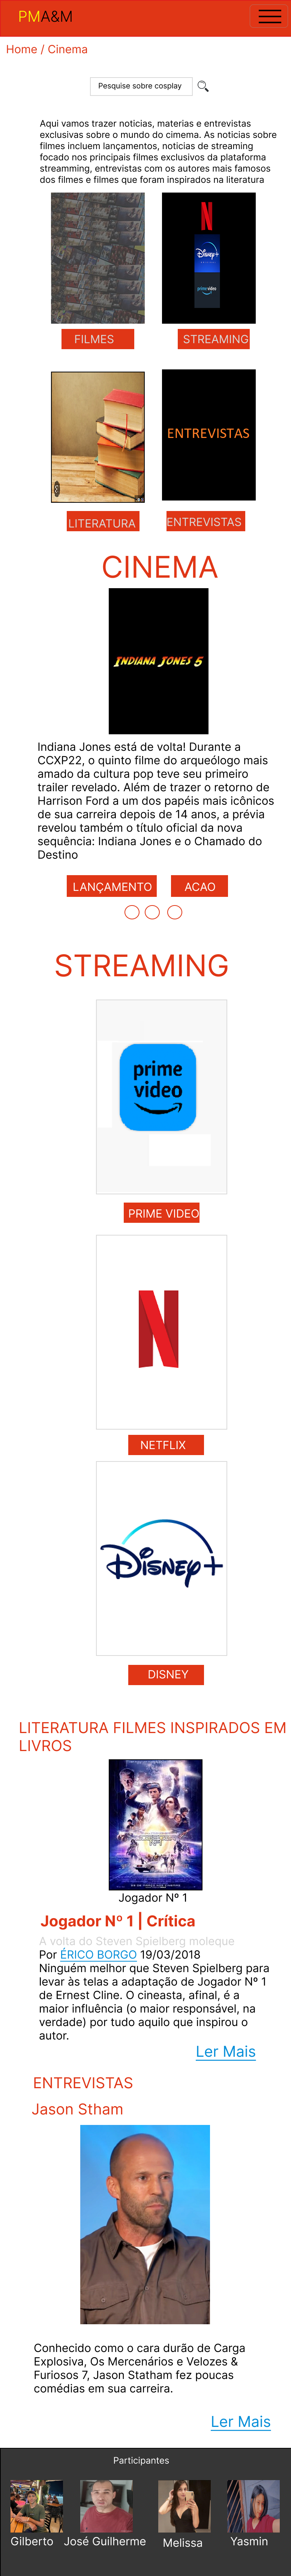 PMA&M
Home / Cinema
Pesquise sobre cosplay
Aqui vamos trazer noticias, materias e entrevistas
exclusivas sobre o mundo do cimema. As noticias sobre
filmes incluem lançamentos, noticias de streaming
focado nos principais filmes exclusivos da plataforma
streamming, entrevistas com os autores mais famosos
dos filmes e filmes que foram inspirados na literatura
Disney+
prime video
FILMES
STREAMING
ENTREVISTAS
LITERATURA
ENTREVISTAS
CINEMA
INDIANA JONES 5
Indiana Jones está de volta! Durante a
CCXP22, o quinto filme do arqueólogo mais
amado da cultura pop teve seu primeiro
trailer revelado. Além de trazer o retorno de
Harrison Ford a um dos papéis mais icônicos
de sua carreira depois de 14 anos, a prévia
revelou também o título oficial da nova
sequência: Indiana Jones e o Chamado do
Destino
LANÇAMENTO
ACAO
STREAMING
prime
video
PRIME VIDEO
NETFLIX
Disney+
DISNEY
LITERATURA FILMES INSPIRADOS EM
LIVROS
Jogador Nº 1
Jogador Nº 1 | Crítica
A volta do Steven Spielberg moleque
Por ÉRICO BORGO 19/03/2018
Ninguém melhor que Steven Spielberg para
levar às telas a adaptação de Jogador Nº 1
de Ernest Cline. O cineasta, afinal, é a
maior influência (o maior responsável, na
verdade) por tudo aquilo que inspirou o
autor.
Ler Mais
ENTREVISTAS
Jason Stham
Conhecido como o cara durão de Carga
Explosiva, Os Mercenários e Velozes &
Furiosos 7, Jason Statham fez poucas
comédias em sua carreira.
Ler Mais
Participantes
Gilberto
José Guilherme
Melissa
Yasmin